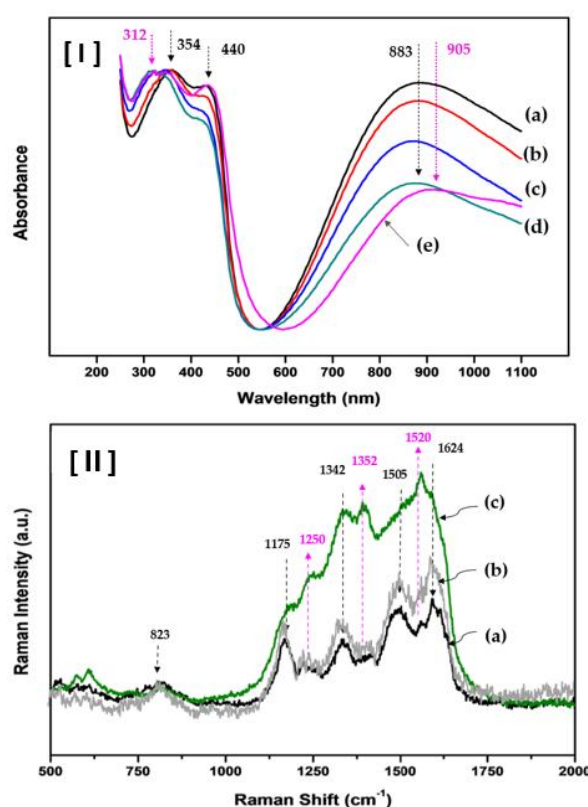 [ I ]
312
354
440
883
905
(a)
(b)
(c)
(d)
(e)
Absorbance
200 300 400 500 600 700 800 900 1000 1100
Wavelength (nm)
[ II ]
823
1175
1250
1342
1352
1505
1520
1624
(c)
(b)
(a)
Raman Intensity (a.u.)
500 750 1000 1250 1500 1750 2000
Raman Shift (cm⁻¹)